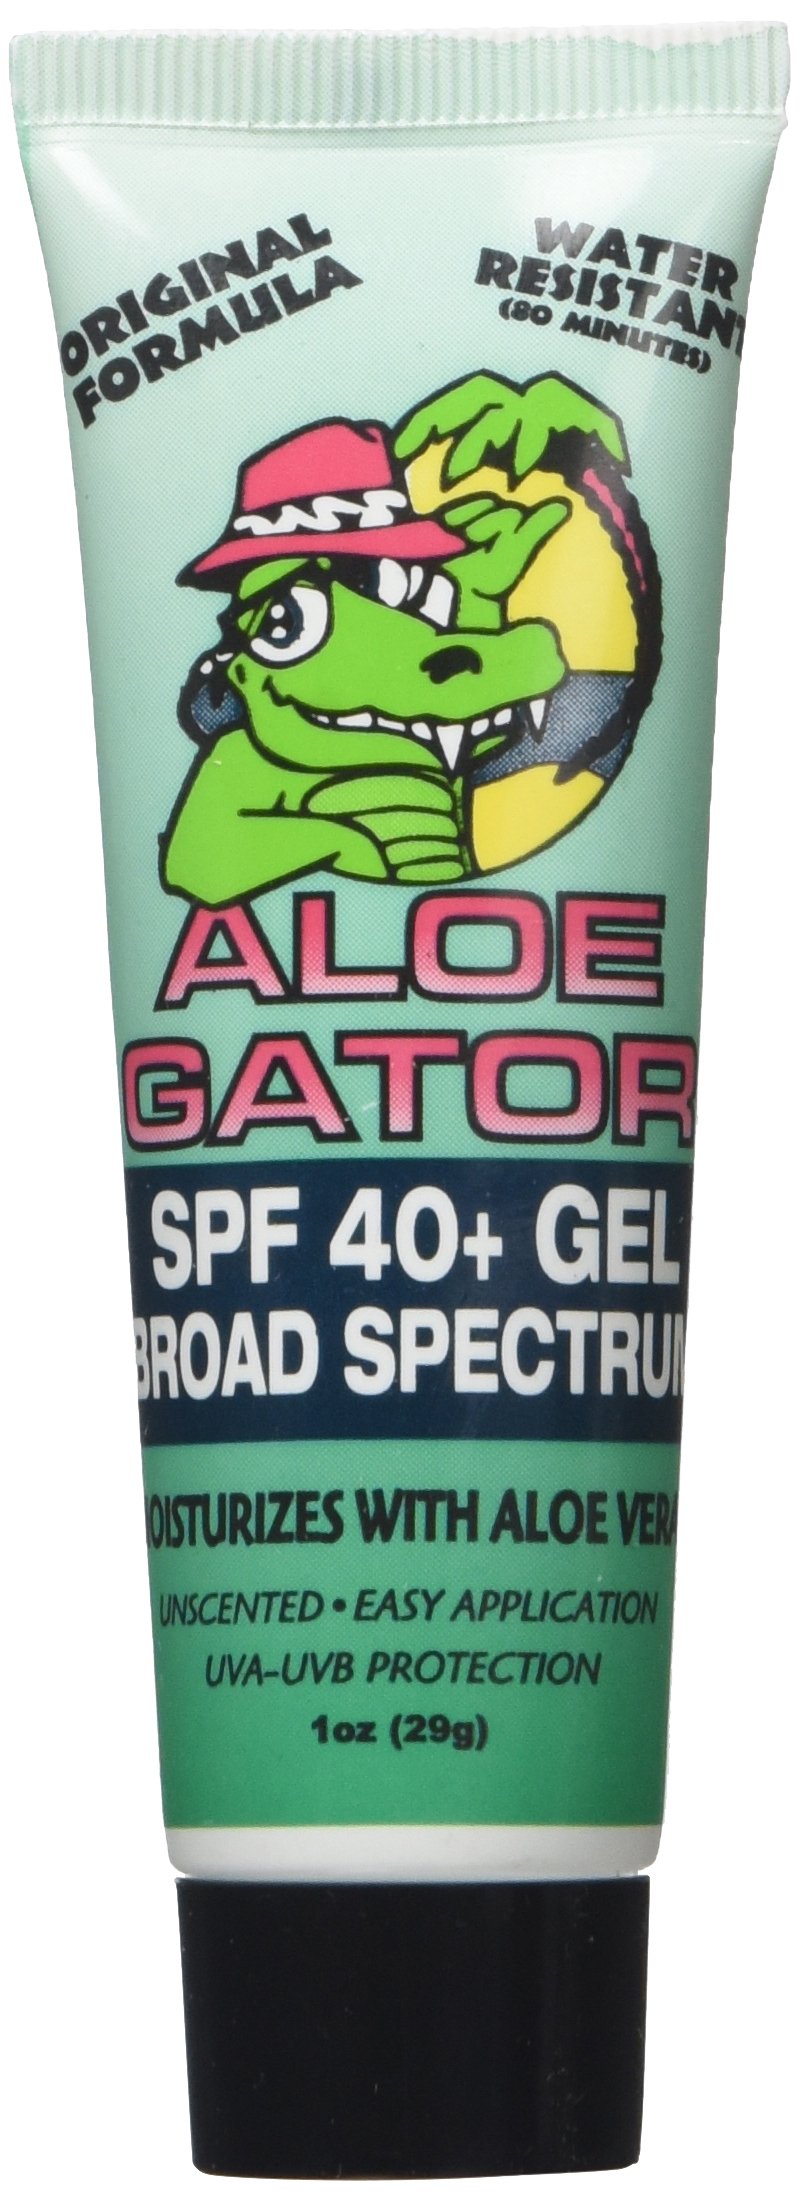 ORIGINAL
FORMULA
WATER
RESISTANT
(80 MINUTES)
ALOE
GATOR
SPF 40+ GEL
BROAD SPECTRUM
MOISTURIZES WITH ALOE VERA
UNSCENTED • EASY APPLICATION
UVA-UVB PROTECTION
1oz (29g)